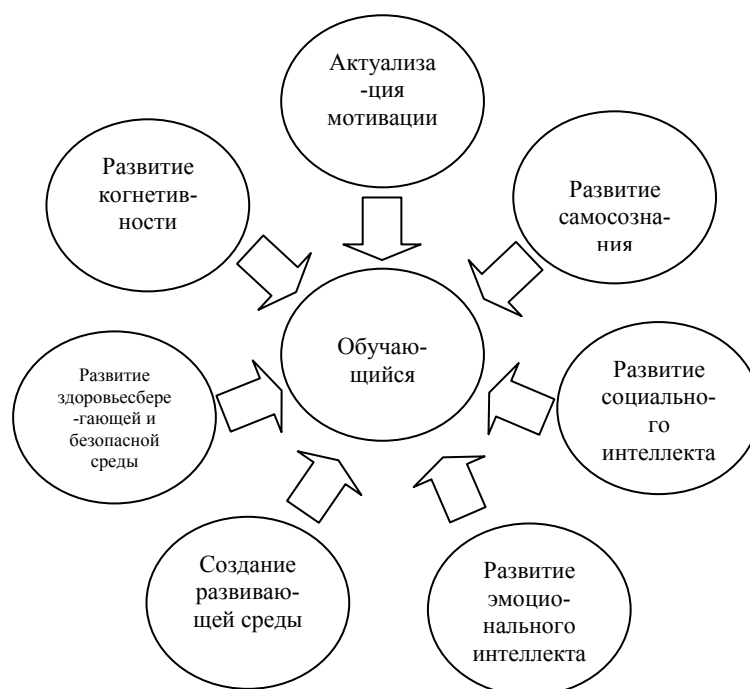 Актуализа
-ция
мотивации
Развитие
когнетив-
ности
Развитие
самосозна-
ния
Обучаю-
щийся
Развитие
здоровьесбере
-гающей и
безопасной
среды
Развитие
социально-
го
интеллекта
Создание
развиваю-
щей среды
Развитие
эмоцио-
нального
интеллекта